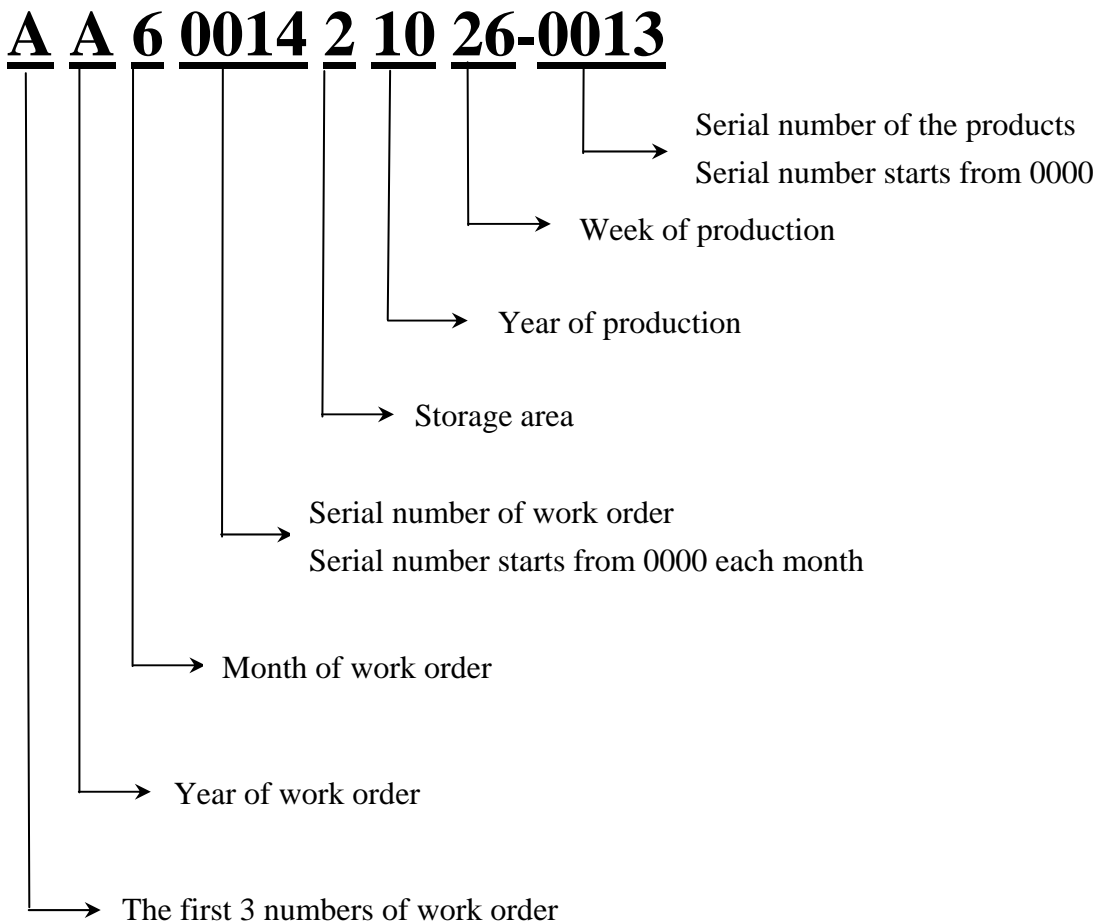 A A 6 0014 2 10 26-0013
Serial number of the products
Serial number starts from 0000
Week of production
Year of production
Storage area
Serial number of work order
Serial number starts from 0000 each month
Month of work order
Year of work order
The first 3 numbers of work order